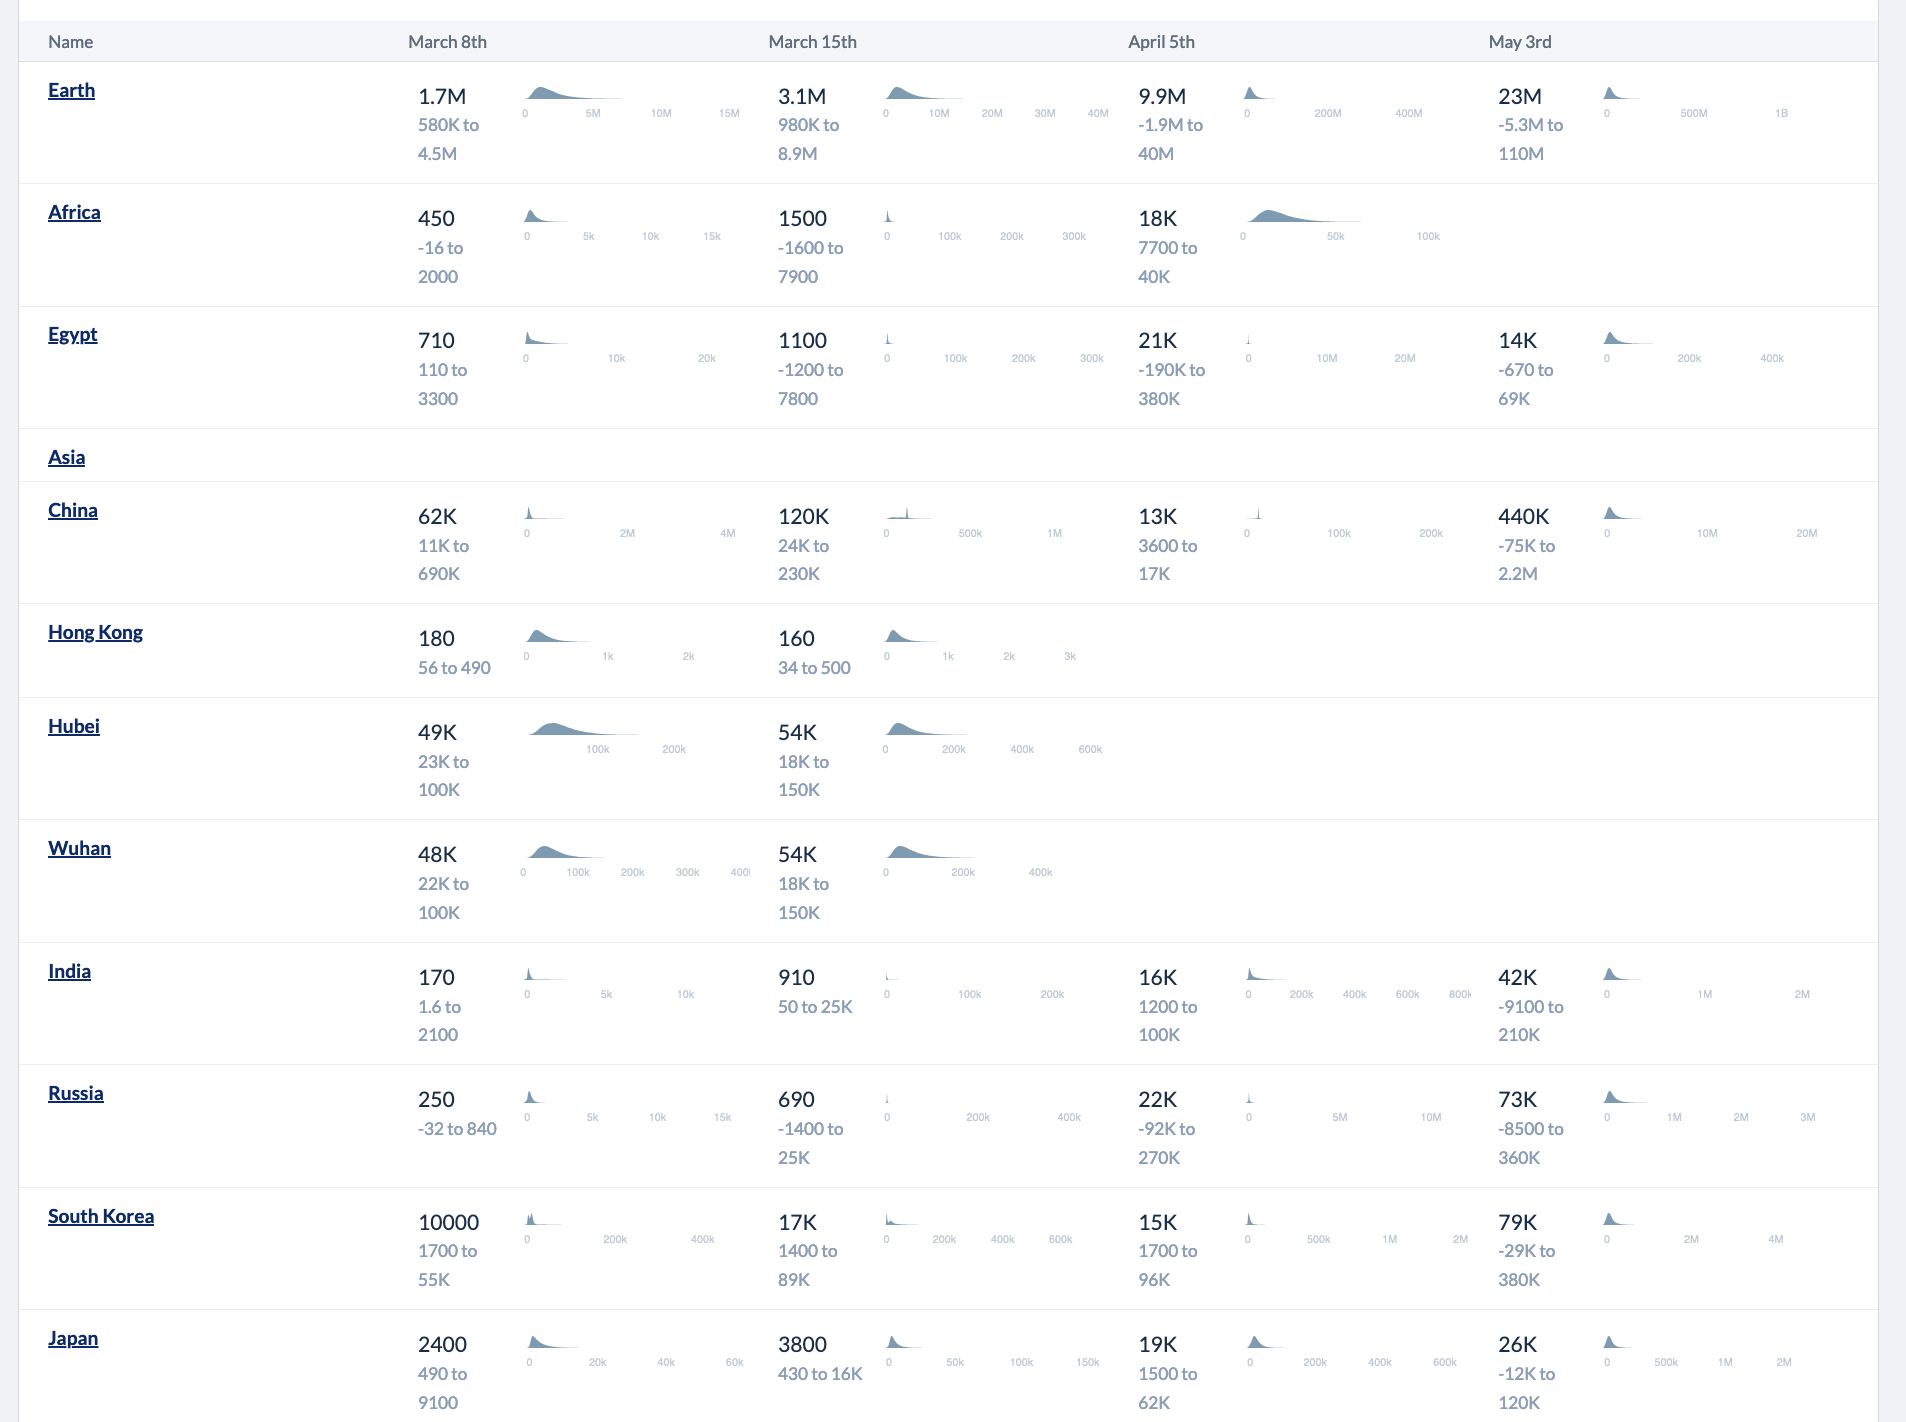 Name March 8th March 15th April 5th May 3rd
Earth
1.7M
580K to
4.5M
0 5M 10M 15M
3.1M
980K to
8.9M
0 10M 20M 30M 40M
9.9M
-1.9M to
40M
0 200M 400M
23M
-5.3M to
110M
0 500M 1B
Africa
450
-16 to
2000
0 5k 10k 15k
1500
-1600 to
7900
0 100k 200k 300k
18K
7700 to
40K
0 50k 100k
Egypt
710
110 to
3300
0 10k 20k
1100
-1200 to
7800
0 100k 200k 300k
21K
-190K to
380K
0 10M 20M
14K
-670 to
69K
0 200k 400k
Asia
China
62K
11K to
690K
0 2M 4M
120K
24K to
230K
0 500k 1M
13K
3600 to
17K
0 100k 200k
440K
-75K to
2.2M
0 10M 20M
Hong Kong
180
56 to 490
0 1k 2k
160
34 to 500
0 1k 2k 3k
Hubei
49K
23K to
100K
100k 200k
54K
18K to
150K
0 200k 400k 600k
Wuhan
48K
22K to
100K
0 100k 200k 300k 400
54K
18K to
150K
0 200k 400k
India
170
1.6 to
2100
0 5k 10k
910
50 to 25K
0 100k 200k
16K
1200 to
100K
0 200k 400k 600k 800k
42K
-9100 to
210K
0 1M 2M
Russia
250
-32 to 840
0 5k 10k 15k
690
-1400 to
25K
0 200k 400k
22K
-92K to
270K
0 5M 10M
73K
-8500 to
360K
0 1M 2M 3M
South Korea
10000
1700 to
55K
0 200k 400k
17K
1400 to
89K
0 200k 400k 600k
15K
1700 to
96K
0 500k 1M 2M
79K
-29K to
380K
0 2M 4M
Japan
2400
490 to
9100
0 20k 40k 60k
3800
430 to 16K
0 50k 100k 150k
19K
1500 to
62K
0 200k 400k 600k
26K
-12K to
120K
0 500k 1M 2M